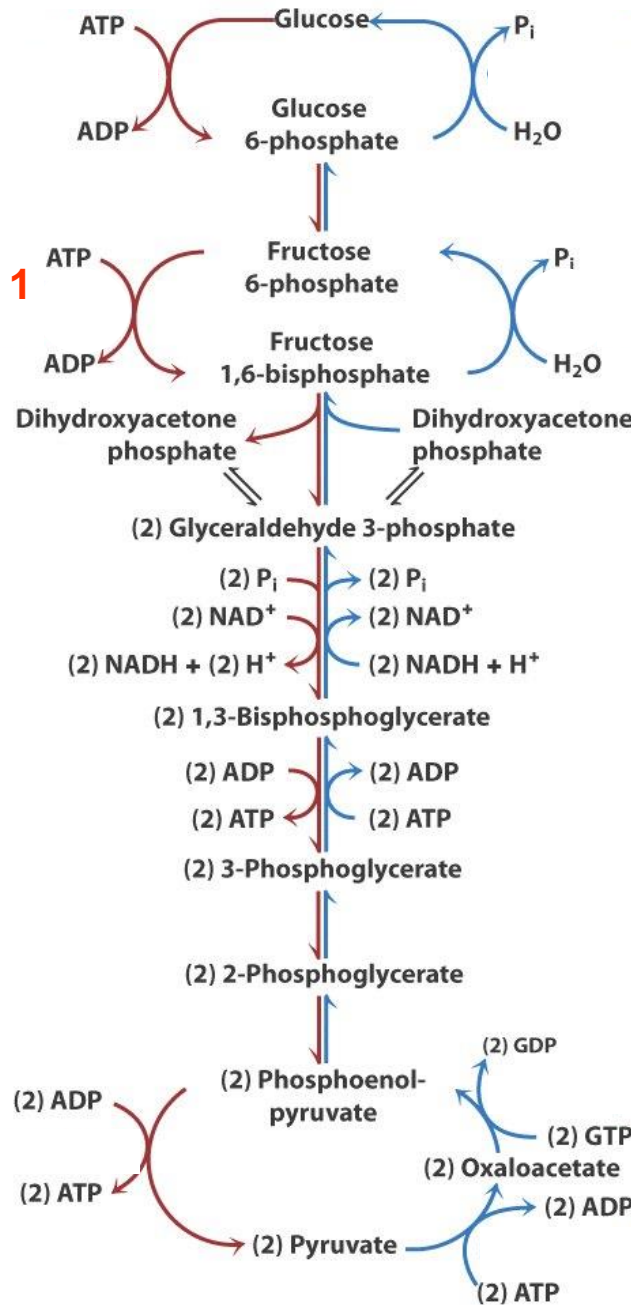 ATP
Glucose
Pi
Glucose
6-phosphate
ADP
H2O
1
ATP
Fructose
6-phosphate
Pi
ADP
Fructose
1,6-bisphosphate
H2O
Dihydroxyacetone
phosphate
Dihydroxyacetone
phosphate
(2) Glyceraldehyde 3-phosphate
(2) Pi
(2) Pi
(2) NAD+
(2) NAD+
(2) NADH + (2) H+
(2) NADH + H+
(2) 1,3-Bisphosphoglycerate
(2) ADP
(2) ADP
(2) ATP
(2) ATP
(2) 3-Phosphoglycerate
(2) 2-Phosphoglycerate
(2) GDP
(2) ADP
(2) Phosphoenol-
pyruvate
(2) GTP
(2) Oxaloacetate
(2) ATP
(2) ADP
(2) Pyruvate
(2) ATP